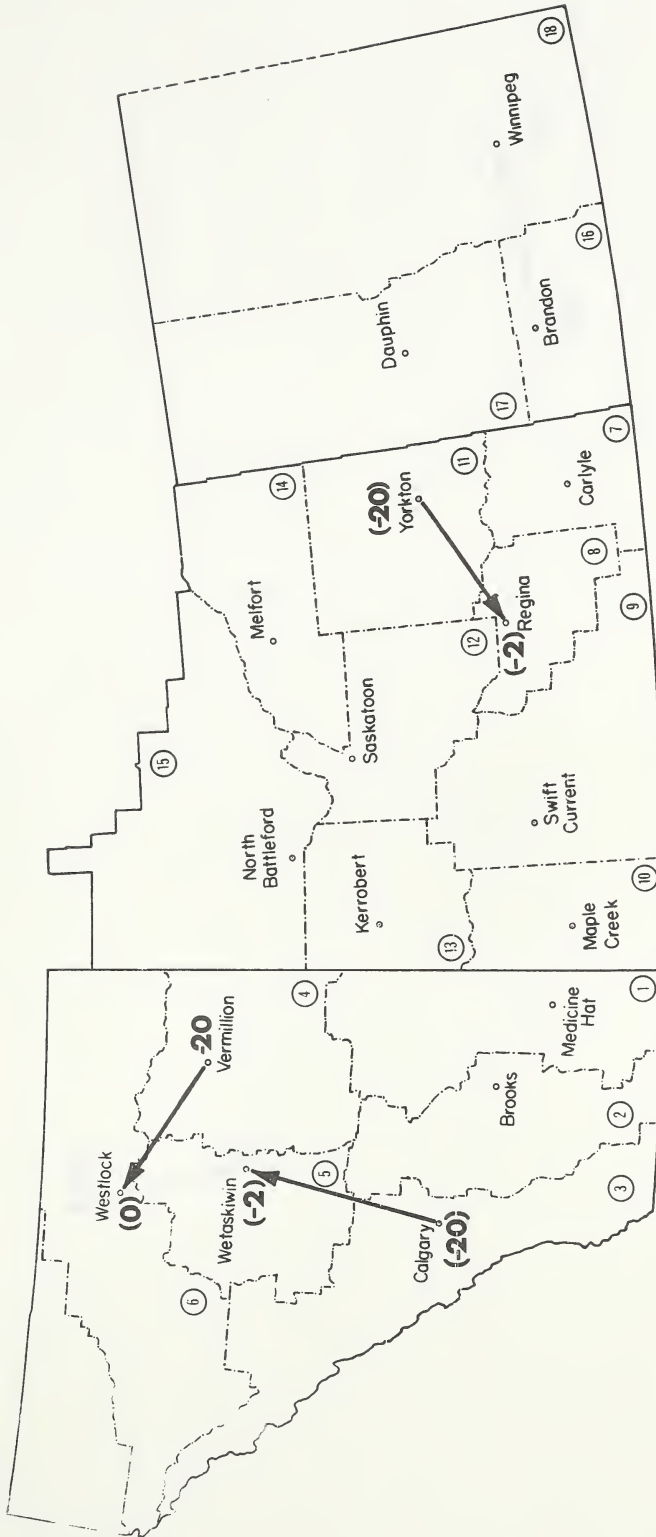 Westlock
(0)
-20
Vermillion
Wetaskiwin
(-2)
Calgary
(-20)
Brooks
Medicine
Hat
North
Battleford
Kerrobert
Maple
Creek
Swift
Current
Saskatoon
Melfort
(-20)
Yorkton
(-2)
Regina
Carlyle
Dauphin
Brandon
Winnipeg
1
2
3
4
5
6
7
8
9
10
11
12
13
14
15
16
17
18